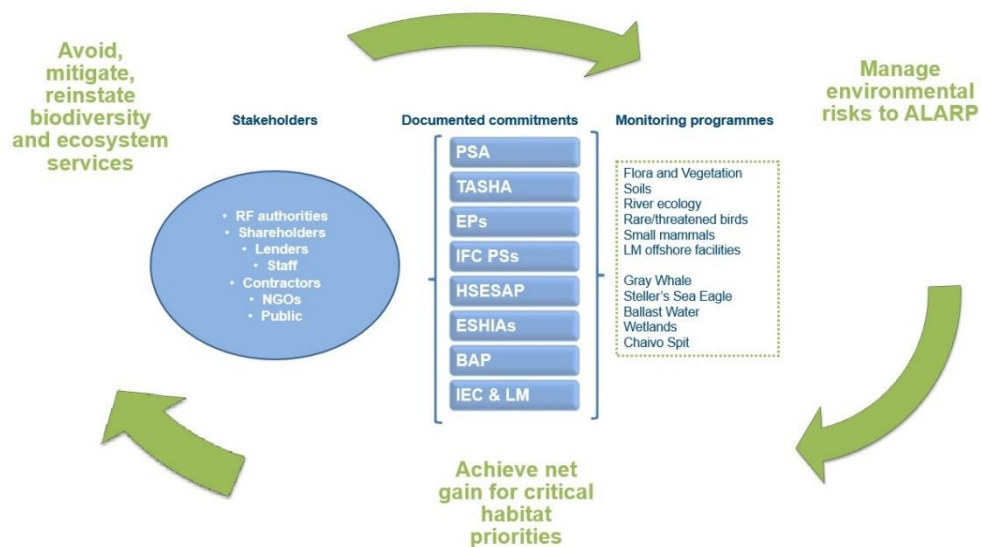 Avoid,
mitigate,
reinstate
biodiversity
and ecosystem
services
Manage
environmental
risks to ALARP
Stakeholders
• RF authorities
• Shareholders
• Lenders
• Staff
• Contractors
• NGOs
• Public
Documented commitments
PSA
TASHA
EPs
IFC PSs
HSESAP
ESHIAs
BAP
IEC & LM
Monitoring programmes
Flora and Vegetation
Soils
River ecology
Rare/threatened birds
Small mammals
LM offshore facilities
Gray Whale
Steller's Sea Eagle
Ballast Water
Wetlands
Chaivo Spit
Achieve net
gain for critical
habitat
priorities